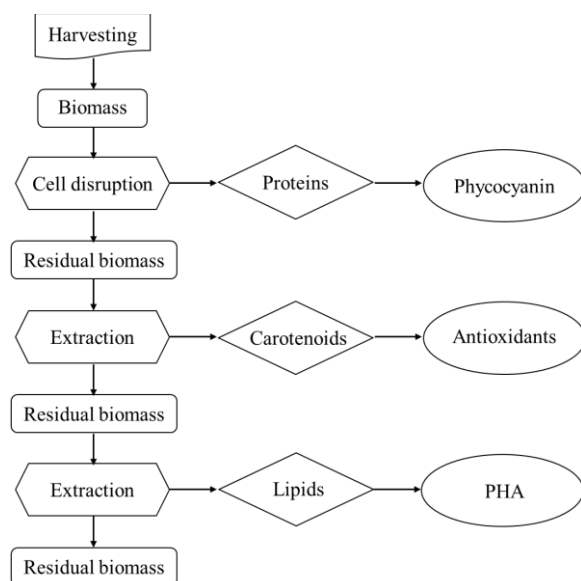 Harvesting
Biomass
Cell disruption
Proteins
Phycocyanin
Residual biomass
Extraction
Carotenoids
Antioxidants
Residual biomass
Extraction
Lipids
PHA
Residual biomass